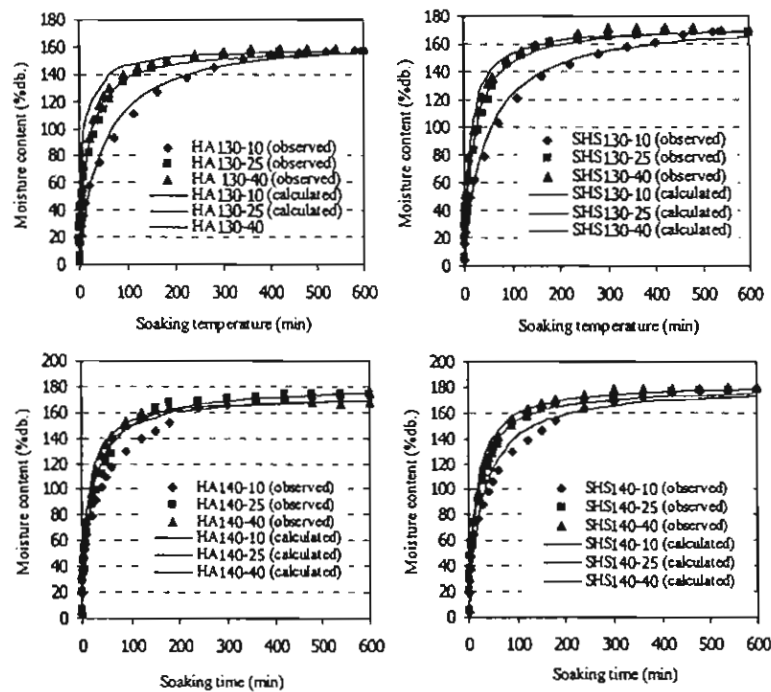 Moisture content (%db.)
180
160
140
120
100
80
60
40
20
0
HA130-10 (observed)
HA130-25 (observed)
HA 130-40 (observed)
HA130-10 (calculated)
HA130-25 (calculated)
HA130-40
0 100 200 300 400 500 600
Soaking temperature (min)
Moisture content (%db.)
180
160
140
120
100
80
60
40
20
0
SHS130-10 (observed)
SHS130-25 (observed)
SHS130-40 (observed)
SHS130-10 (calculated)
SHS130-25 (calculated)
SHS130-40 (calculated)
0 100 200 300 400 500 600
Soaking temperature (min)
Moisture content (%db.)
200
180
160
140
120
100
80
60
40
20
0
HA140-10 (observed)
HA140-25 (observed)
HA140-40 (observed)
HA140-10 (calculated)
HA140-25 (calculated)
HA140-40 (calculated)
0 100 200 300 400 500 600
Soaking time (min)
Moisture content (%db.)
200
180
160
140
120
100
80
60
40
20
0
SHS140-10 (observed)
SHS140-25 (observed)
SHS140-40 (observed)
SHS140-10 (calculated)
SHS140-25 (calculated)
SHS140-40 (calculated)
0 100 200 300 400 500 600
Soaking time (min)